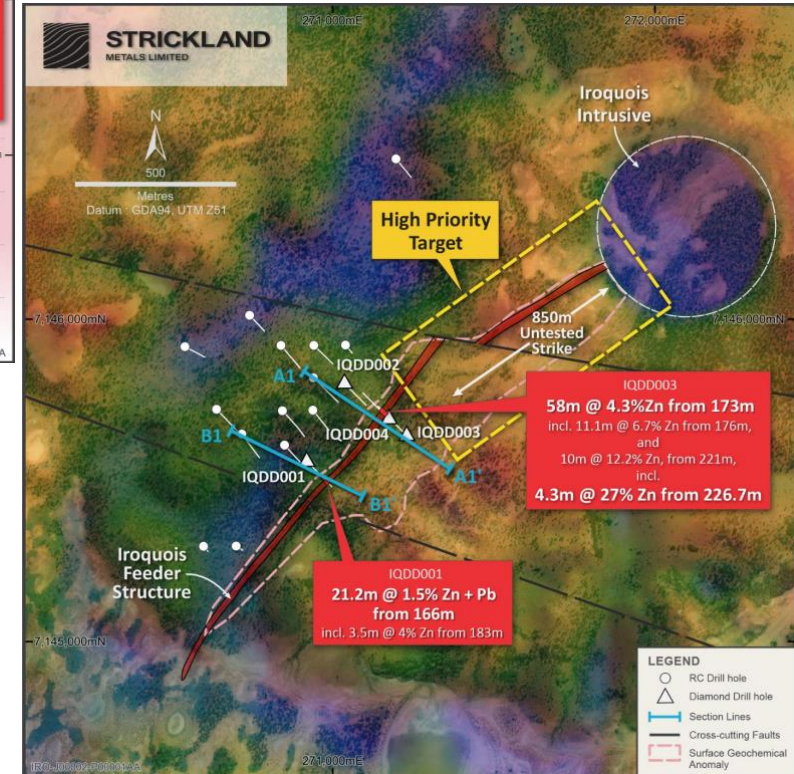 STRICKLAND
METALS LIMITED
271,000mE
272,000mE
N
500
Metres
Datum : GDA94, UTM Z51
Iroquois
Intrusive
High Priority
Target
7,146,000mN
7,146,000mN
850m
Untested
Strike
IQDD002
A1
IQDD003
58m @ 4.3%Zn from 173m
incl. 11.1m @ 6.7% Zn from 176m,
and
10m @ 12.2% Zn, from 221m,
incl.
4.3m @ 27% Zn from 226.7m
B1
IQDD004
IQDD003
A1'
IQDD001
B1'
Iroquois
Feeder
Structure
IQDD001
21.2m @ 1.5% Zn + Pb
from 166m
incl. 3.5m @ 4% Zn from 183m
7,145,000mN
271,000mE
LEGEND
RC Drill hole
Diamond Drill hole
Section Lines
Cross-cutting Faults
Surface Geochemical
Anomaly
A